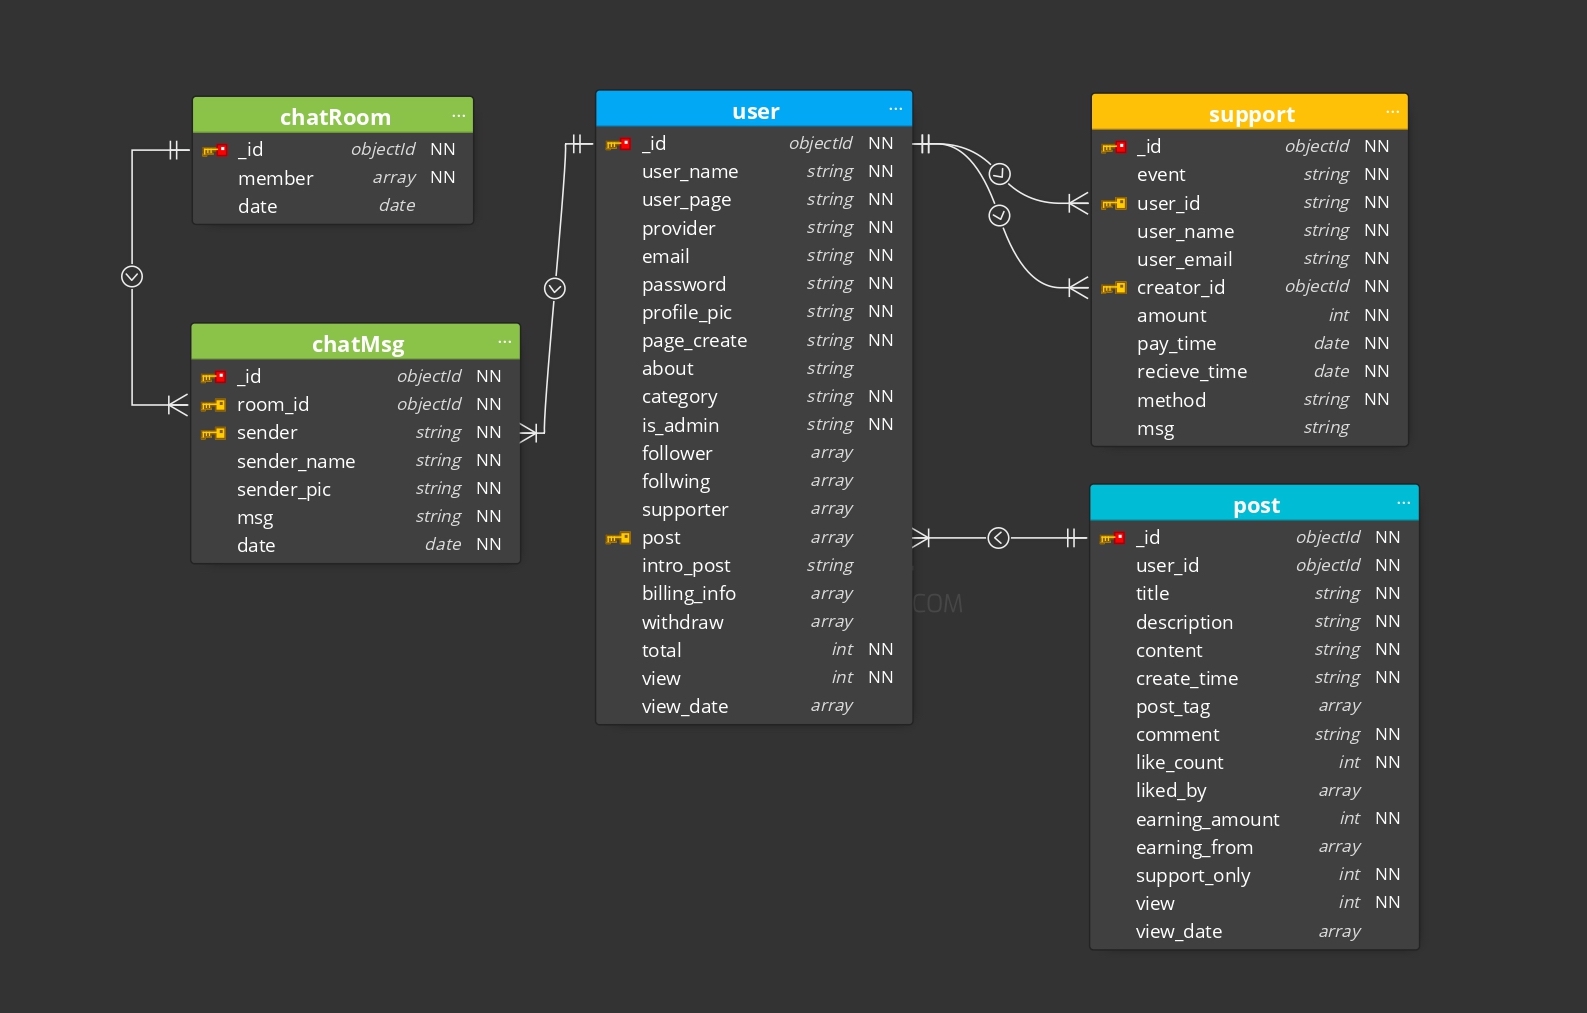 chatRoom ...
_id objectId NN
member array NN
date date
chatMsg ...
_id objectId NN
room_id objectId NN
sender string NN
sender_name string NN
sender_pic string NN
msg string NN
date date NN
user ...
_id objectId NN
user_name string NN
user_page string NN
provider string NN
email string NN
password string NN
profile_pic string NN
page_create string NN
about string
category string NN
is_admin string NN
follower array
follwing array
supporter array
post array
intro_post string
billing_info array
withdraw array
total int NN
view int NN
view_date array
COM
support ...
_id objectId NN
event string NN
user_id string NN
user_name string NN
user_email string NN
creator_id objectId NN
amount int NN
pay_time date NN
recieve_time date NN
method string NN
msg string
post ...
_id objectId NN
user_id objectId NN
title string NN
description string NN
content string NN
create_time string NN
post_tag array
comment string NN
like_count int NN
liked_by array
earning_amount int NN
earning_from array
support_only int NN
view int NN
view_date array